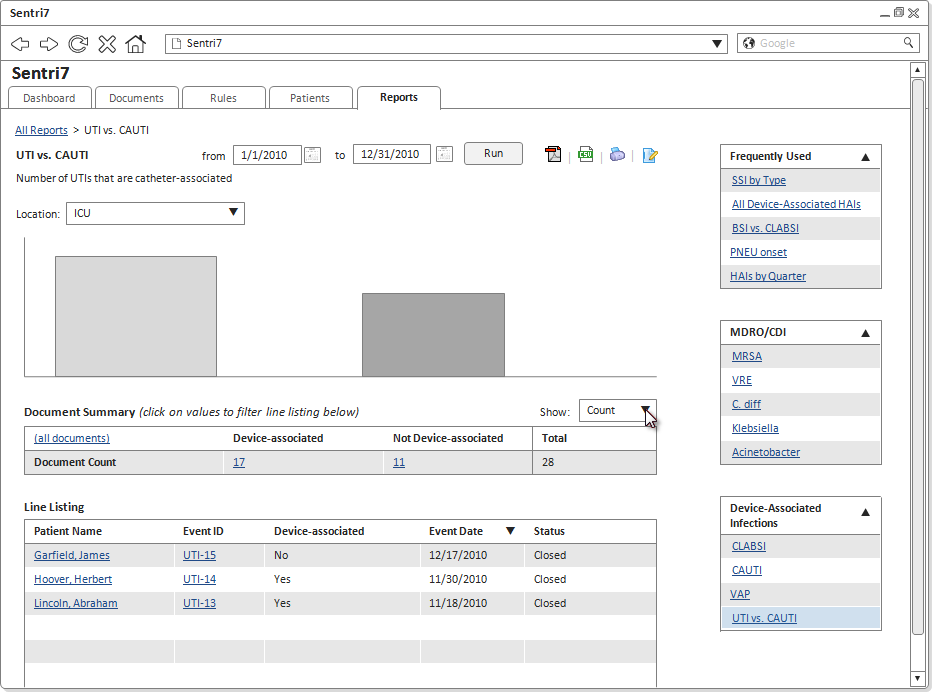 Sentri7
Sentri7
Google
Sentri7
Dashboard
Documents
Rules
Patients
Reports
All Reports > UTI vs. CAUTI
UTI vs. CAUTI
from 1/1/2010 to 12/31/2010 Run
Number of UTIs that are catheter-associated
Location: ICU
Document Summary (click on values to filter line listing below)
Show: Count
(all documents) Device-associated Not Device-associated Total
Document Count 17 11 28
Line Listing
Patient Name Event ID Device-associated Event Date Status
Garfield, James UTI-15 No 12/17/2010 Closed
Hoover, Herbert UTI-14 Yes 11/30/2010 Closed
Lincoln, Abraham UTI-13 Yes 11/18/2010 Closed
Frequently Used
SSI by Type
All Device-Associated HAIs
BSI vs. CLABSI
PNEU onset
HAIs by Quarter
MDRO/CDI
MRSA
VRE
C. diff
Klebsiella
Acinetobacter
Device-Associated
Infections
CLABSI
CAUTI
VAP
UTI vs. CAUTI